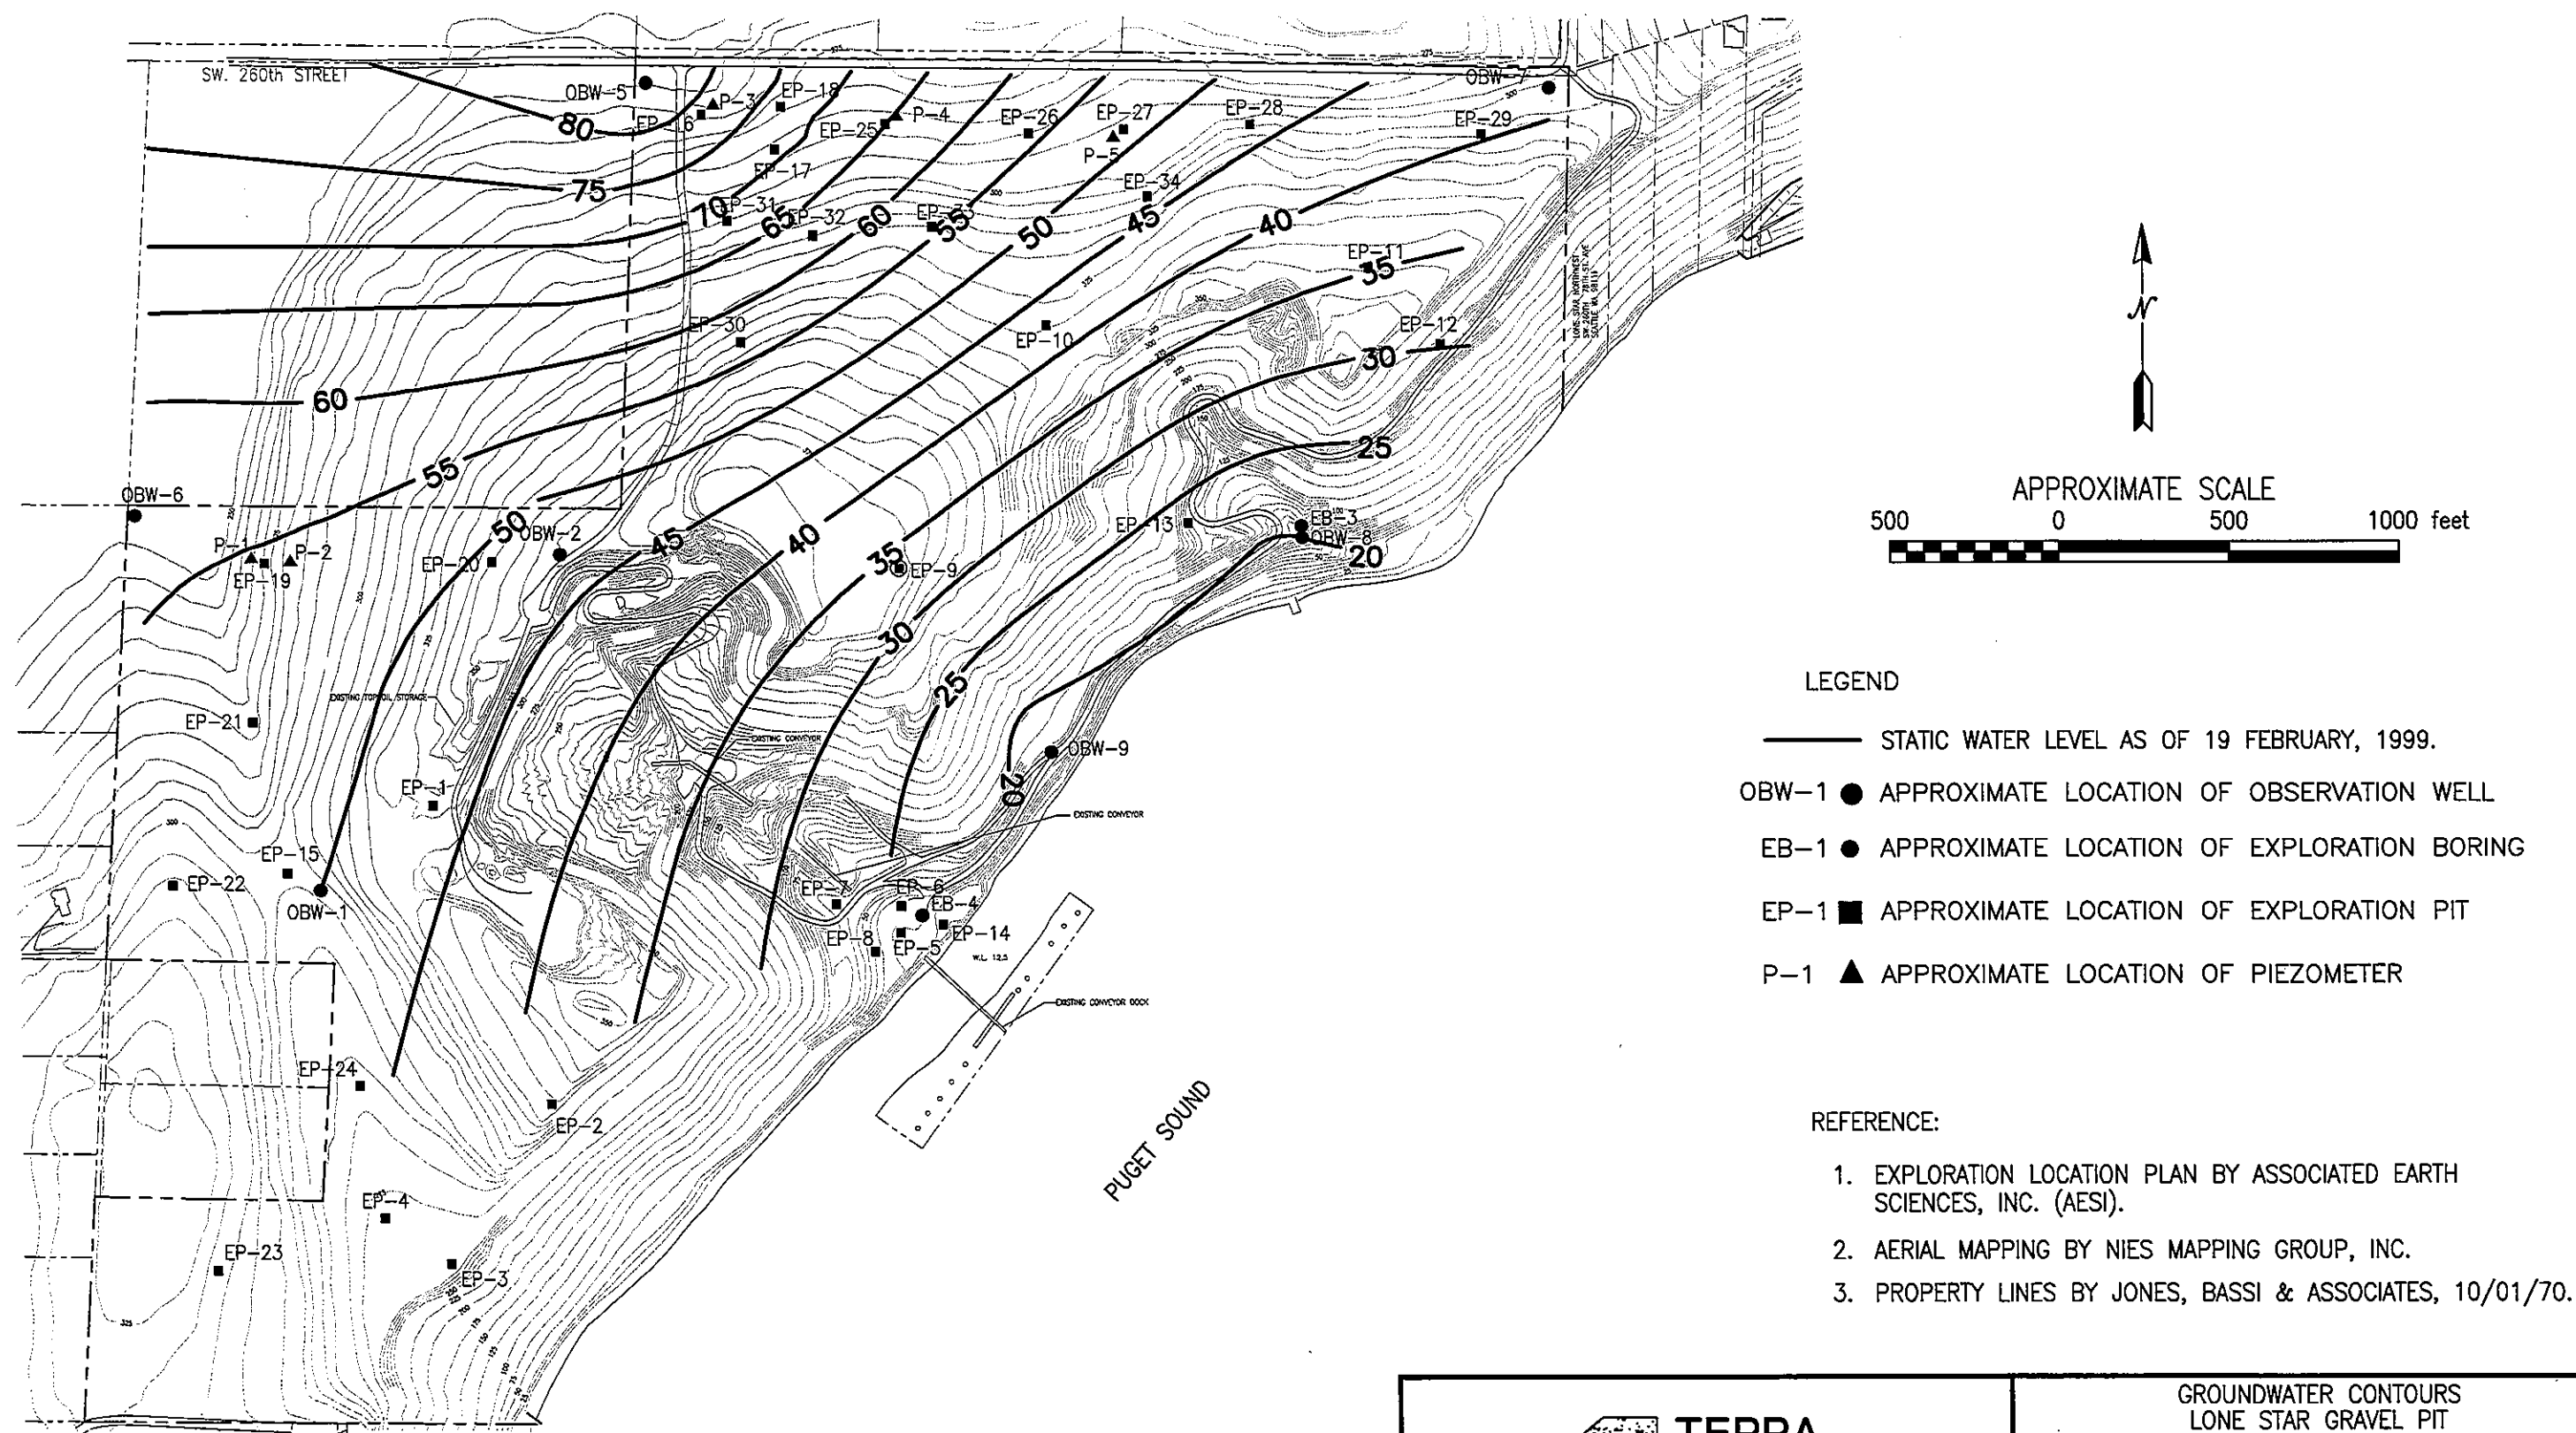 SW. 260th STREET
OBW-5
P-3
EP-18
EP-16
EP-17
EP-25
P-4
EP-26
EP-27
P-5
EP-28
OBW-7
EP-29
80
75
70
EP-31
65
EP-32
60
EP-33
55
50
EP-34
45
40
EP-11
35
EP-30
EP-10
EP-12
30
60
55
25
OBW-6
P-1
P-2
EP-19
50
OBW-2
EP-20
45
40
35
EP-9
EP-13
EB-3
OBW-8
20
30
25
EXISTING TOPSOIL STORAGE
EP-21
EXISTING CONVEYOR
OBW-9
20
EP-1
EXISTING CONVEYOR
EP-15
EP-22
OBW-1
EP-7
EP-6
EB-4
EP-8
EP-5
EP-14
W.L. 12.5
EXISTING CONVEYOR DOCK
EP-24
EP-2
EP-4
EP-23
EP-3
PUGET SOUND
N
APPROXIMATE SCALE
500 0 500 1000 feet
LEGEND
STATIC WATER LEVEL AS OF 19 FEBRUARY, 1999.
OBW-1 APPROXIMATE LOCATION OF OBSERVATION WELL
EB-1 APPROXIMATE LOCATION OF EXPLORATION BORING
EP-1 APPROXIMATE LOCATION OF EXPLORATION PIT
P-1 APPROXIMATE LOCATION OF PIEZOMETER
REFERENCE:
1. EXPLORATION LOCATION PLAN BY ASSOCIATED EARTH
SCIENCES, INC. (AESI).
2. AERIAL MAPPING BY NIES MAPPING GROUP, INC.
3. PROPERTY LINES BY JONES, BASSI & ASSOCIATES, 10/01/70.
TERRA
GROUNDWATER CONTOURS
LONE STAR GRAVEL PIT